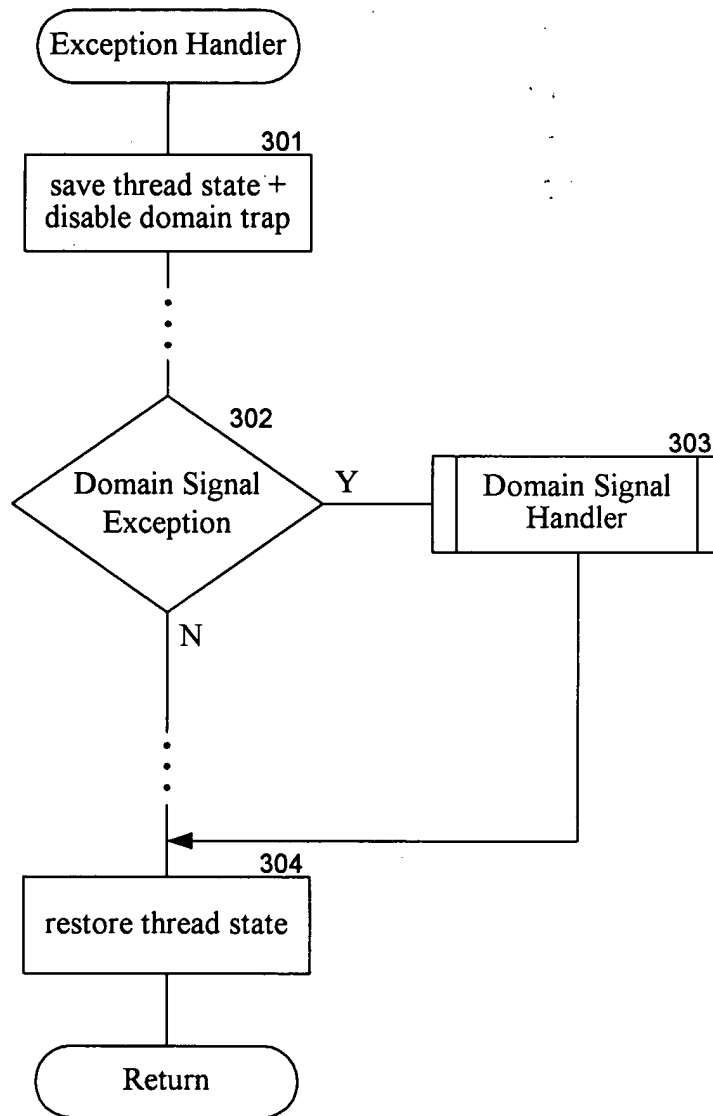 Exception Handler
301
save thread state +
disable domain trap
302
Domain Signal
Exception
Y
303
Domain Signal
Handler
N
304
restore thread state
Return